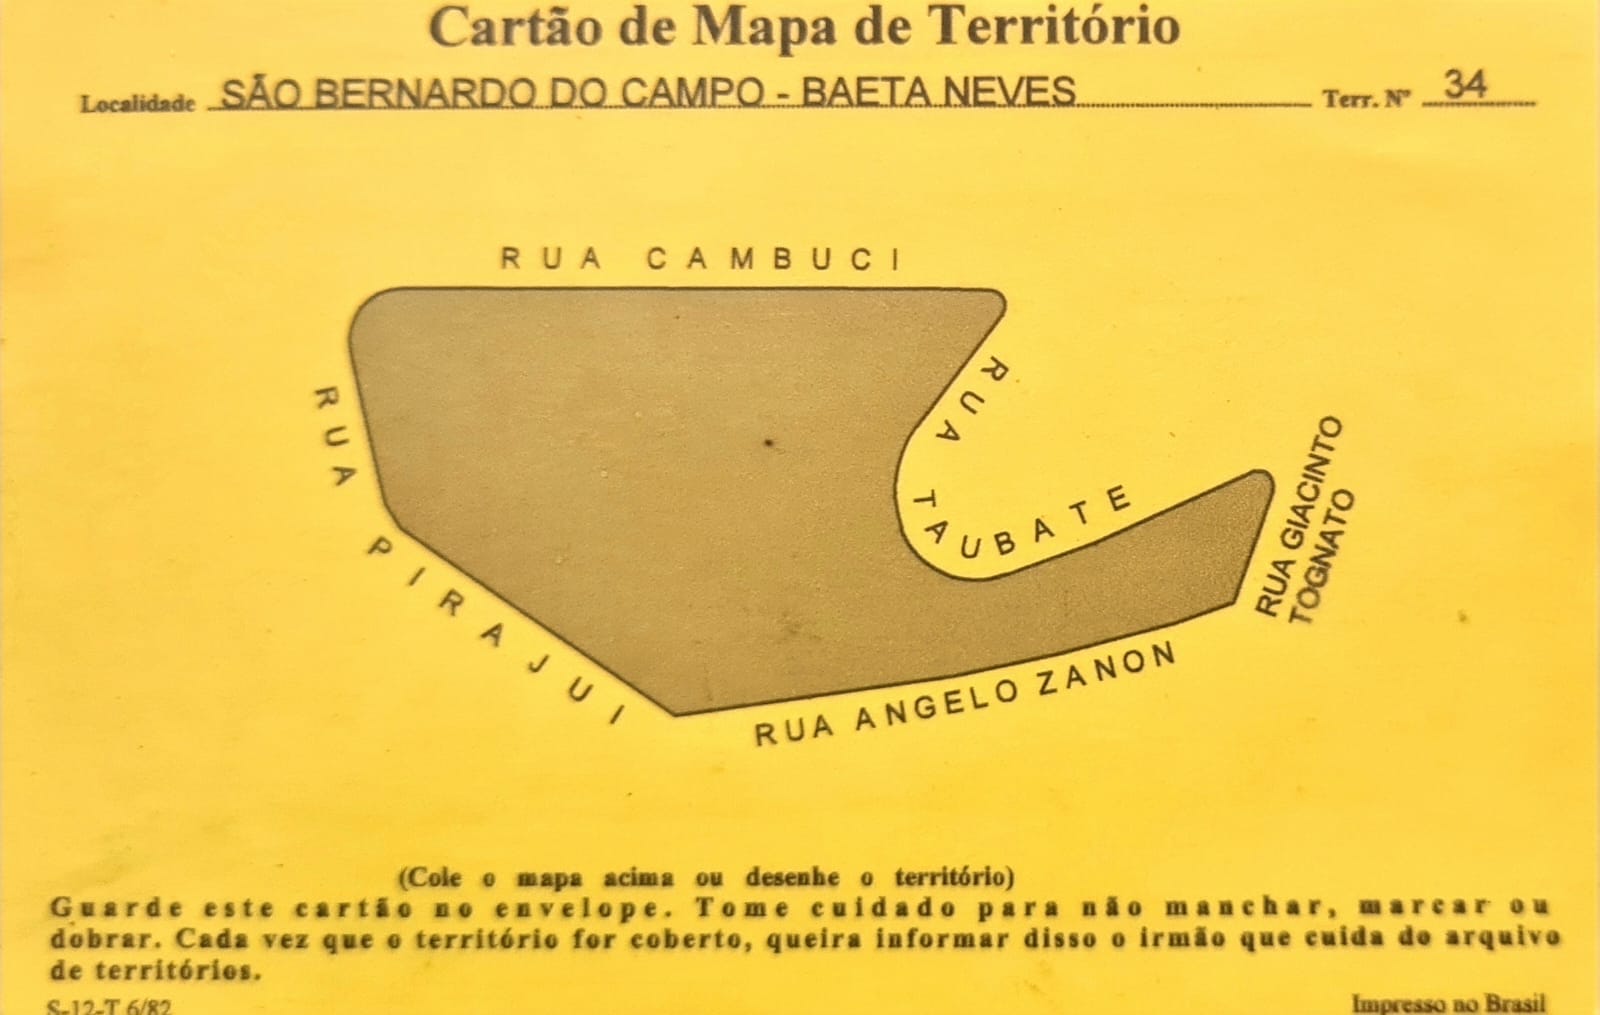 Cartão de Mapa de Território
Localidade SÃO BERNARDO DO CAMPO - BAETA NEVES Terr. Nº 34
RUA CAMBUCI
RUA TAUBATE
RUA PIRAJUI
RUA GIACINTO
TOGNATO
RUA ANGELO ZANON
(Cole o mapa acima ou desenhe o território)
Guarde este cartão no envelope. Tome cuidado para não manchar, marcar ou
dobrar. Cada vez que o território for coberto, queira informar disso o irmão que cuida do arquivo
de territórios.
S-12-T 6/82 Impresso no Brasil